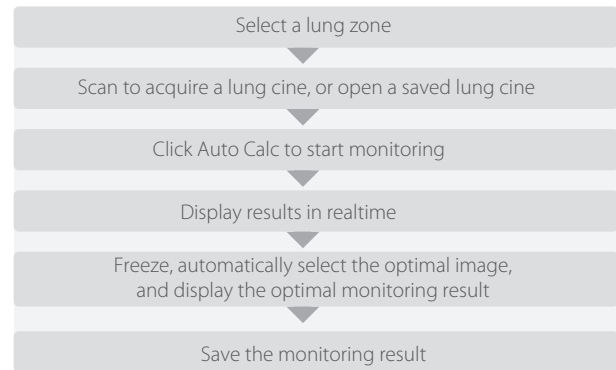 Select a lung zone
Scan to acquire a lung cine, or open a saved lung cine
Click Auto Calc to start monitoring
Display results in realtime
Freeze, automatically select the optimal image,
and display the optimal monitoring result
Save the monitoring result